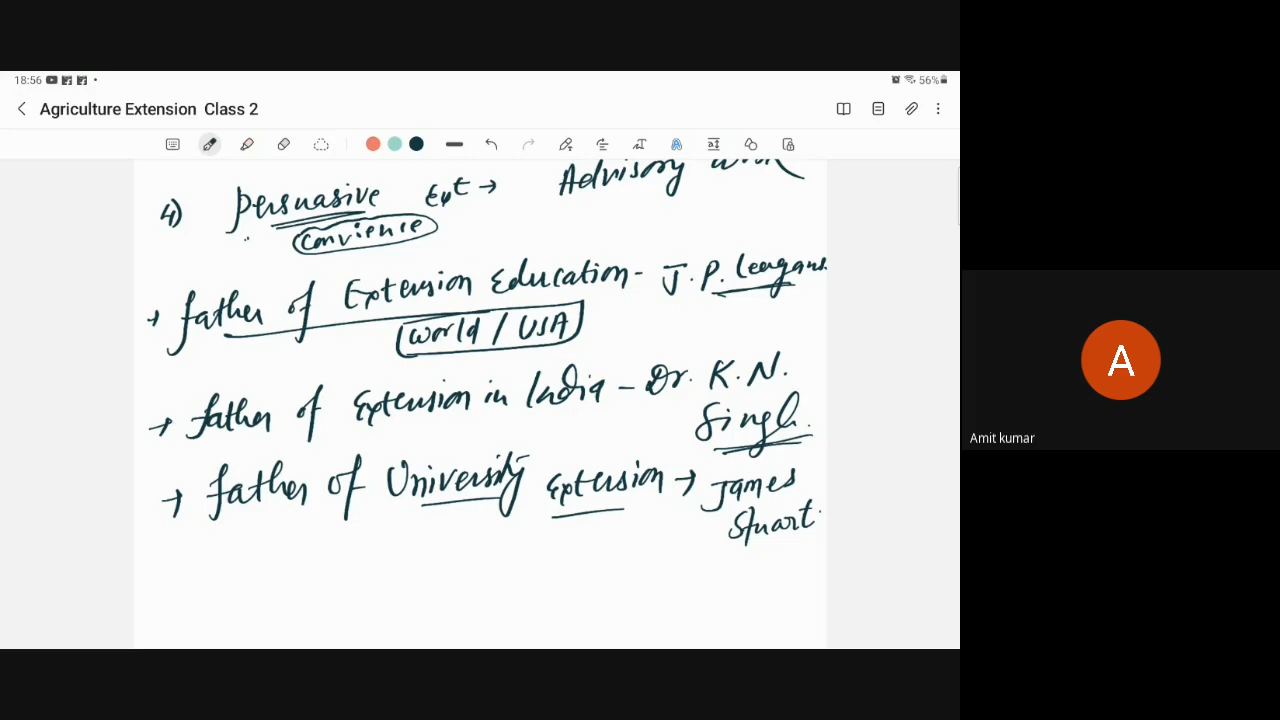 18:56
56%
Agriculture Extension Class 2
4) Persuasive Ext → Advisory work
Convience
→ father of Extension Education - J.P. Leagans
World / USA
→ father of Extension in India - Dr. K.N.
Singh.
→ father of University Extension → James
Stuart.
A
Amit kumar